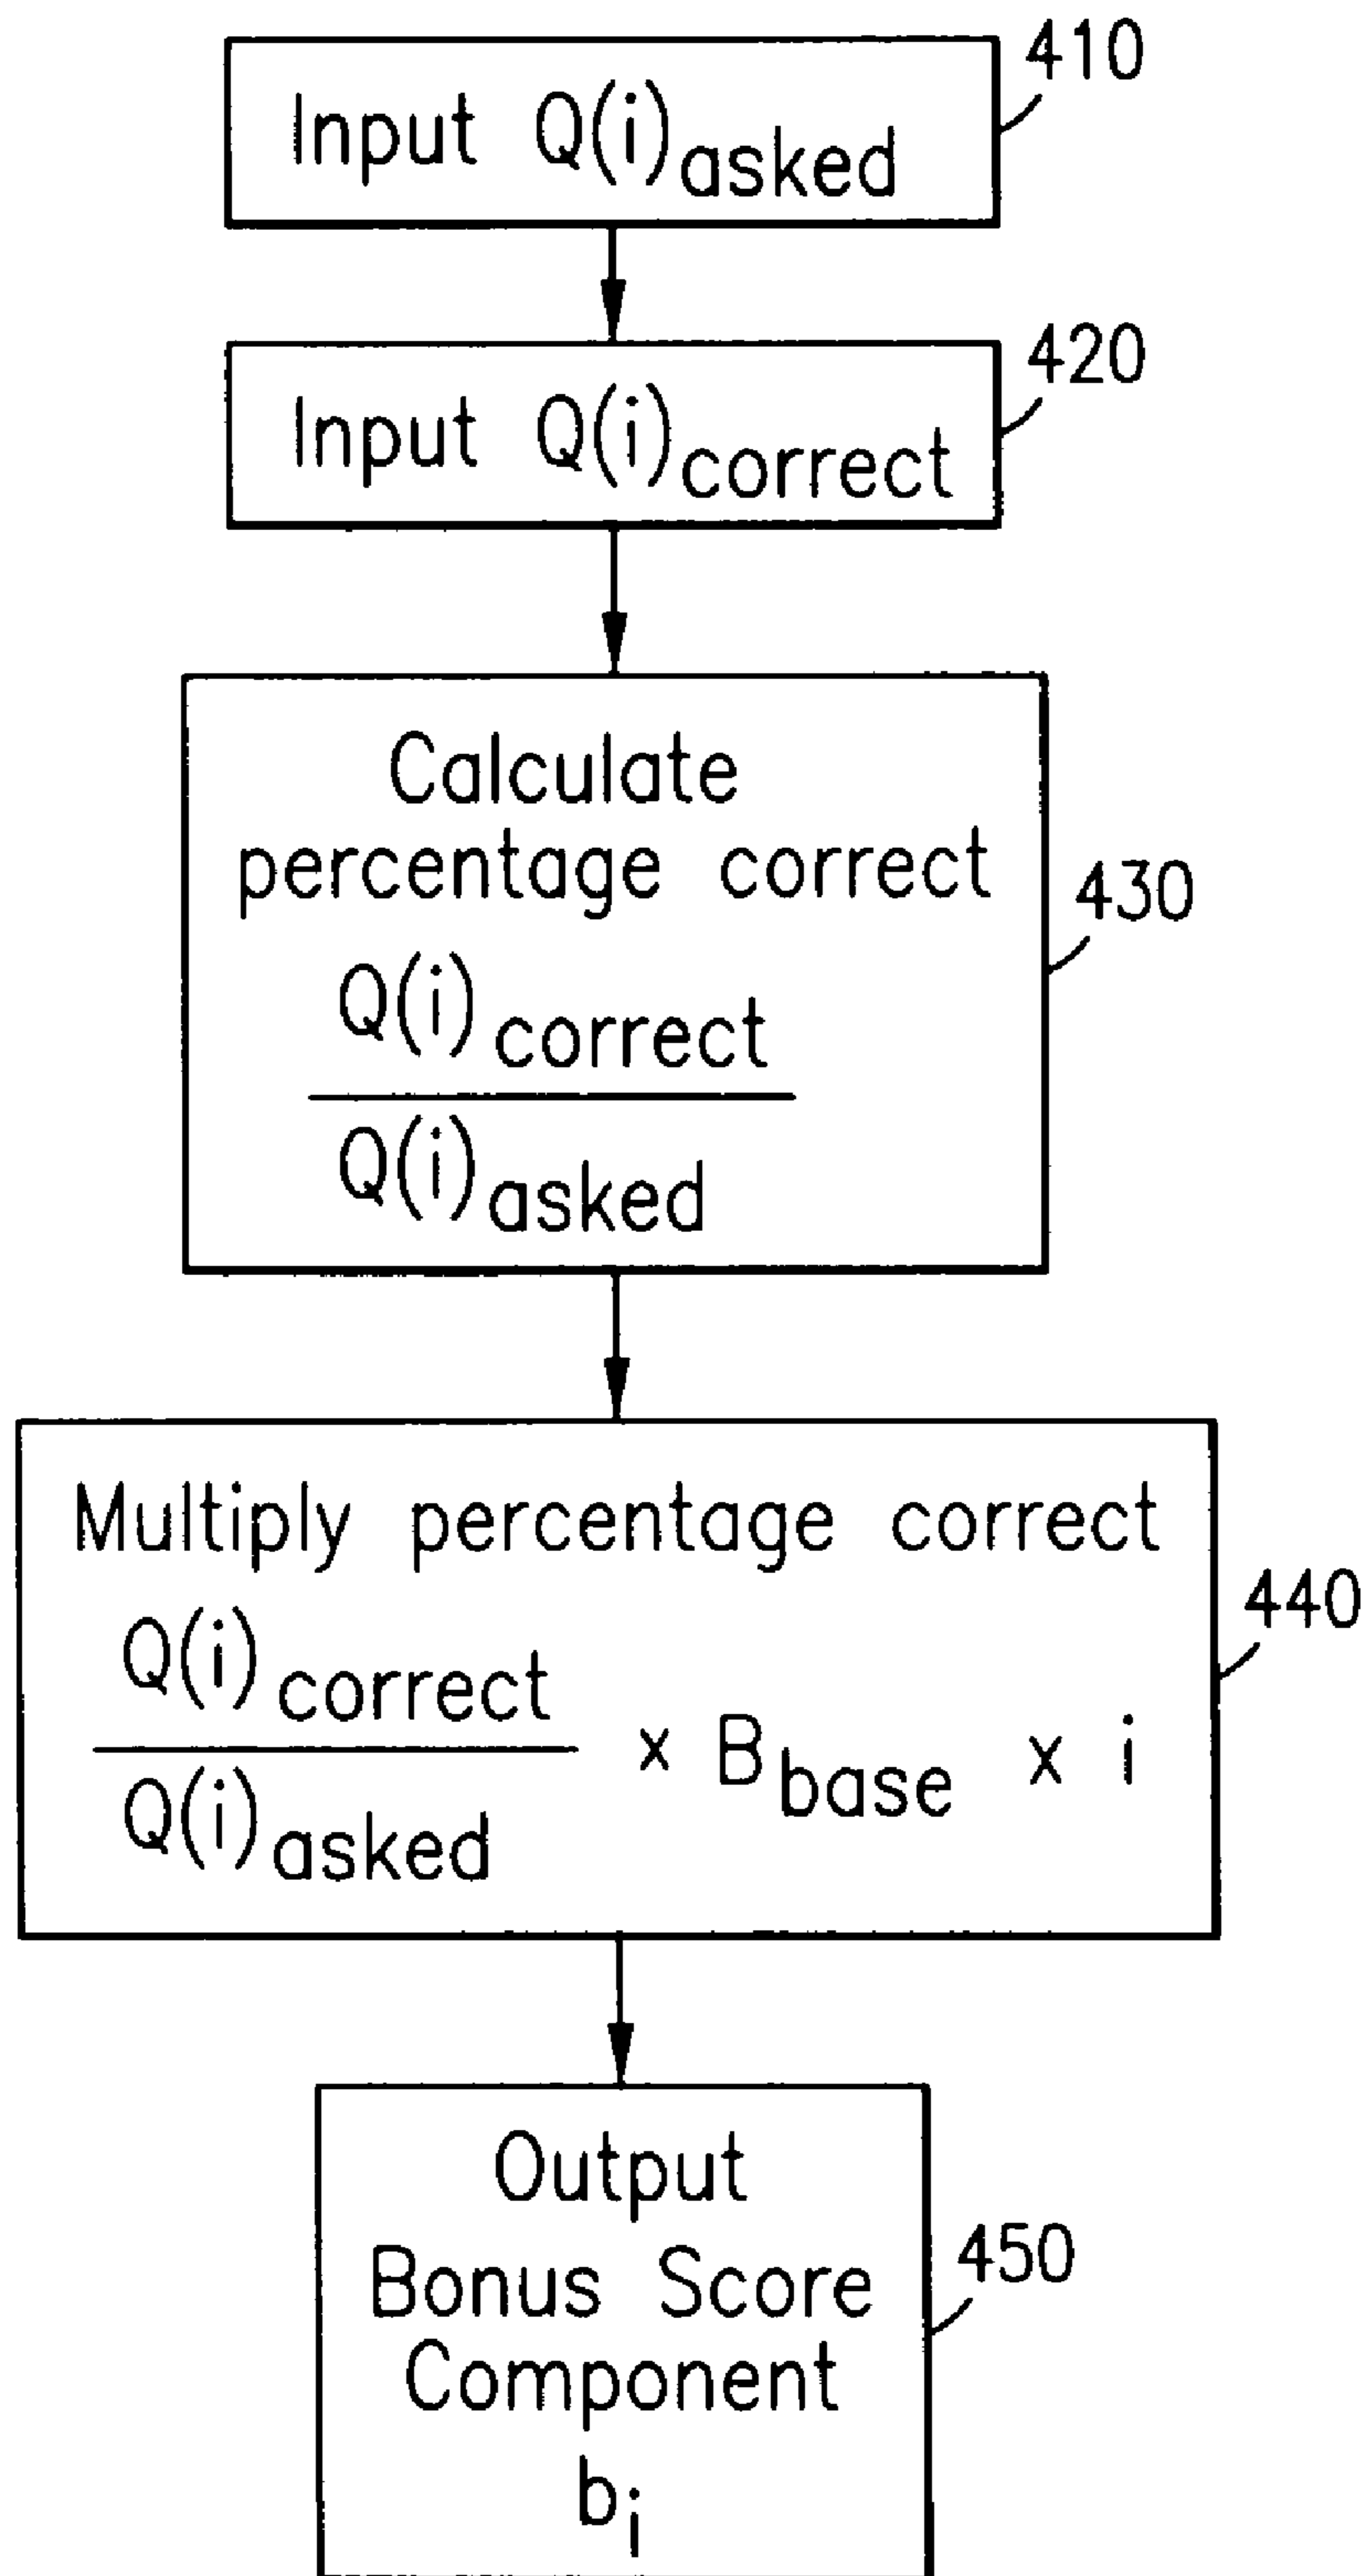 Input Q(i)asked
410
Input Q(i)correct
420
Calculate
percentage correct
Q(i)correct
Q(i)asked
430
Multiply percentage correct
Q(i)correct
Q(i)asked
x Bbase x i
440
Output
Bonus Score
Component
bi
450